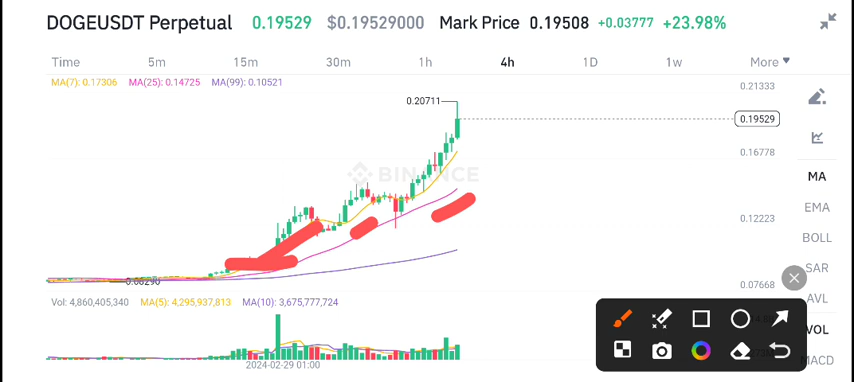 DOGEUSDT Perpetual 0.19529 $0.19529000 Mark Price 0.19508 +0.03777 +23.98%
Time 5m 15m 30m 1h 4h 1D 1w More
MA(7): 0.17306 MA(25): 0.14725 MA(99): 0.10521
0.21333
0.20711
0.19529
0.16778
BINANCE
MA
EMA
0.12223
BOLL
SAR
0.08290
0.07668
AVL
Vol: 4,860,405,340 MA(5): 4,295,937,813 MA(10): 3,675,777,724
VOL
MACD
2024-02-29 01:00